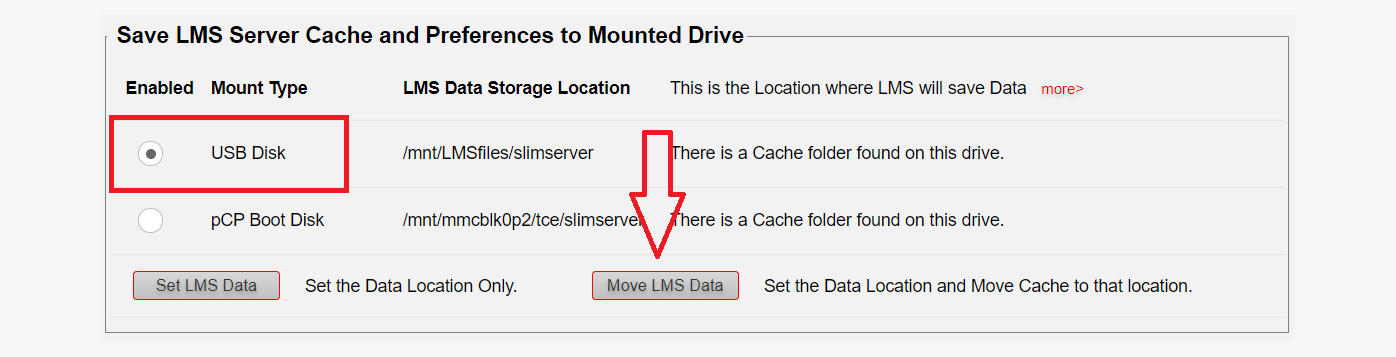 Save LMS Server Cache and Preferences to Mounted Drive
Enabled Mount Type LMS Data Storage Location This is the Location where LMS will save Data more>
USB Disk /mnt/LMSfiles/slimserver There is a Cache folder found on this drive.
pCP Boot Disk /mnt/mmcblk0p2/tce/slimserver There is a Cache folder found on this drive.
Set LMS Data Set the Data Location Only. Move LMS Data Set the Data Location and Move Cache to that location.